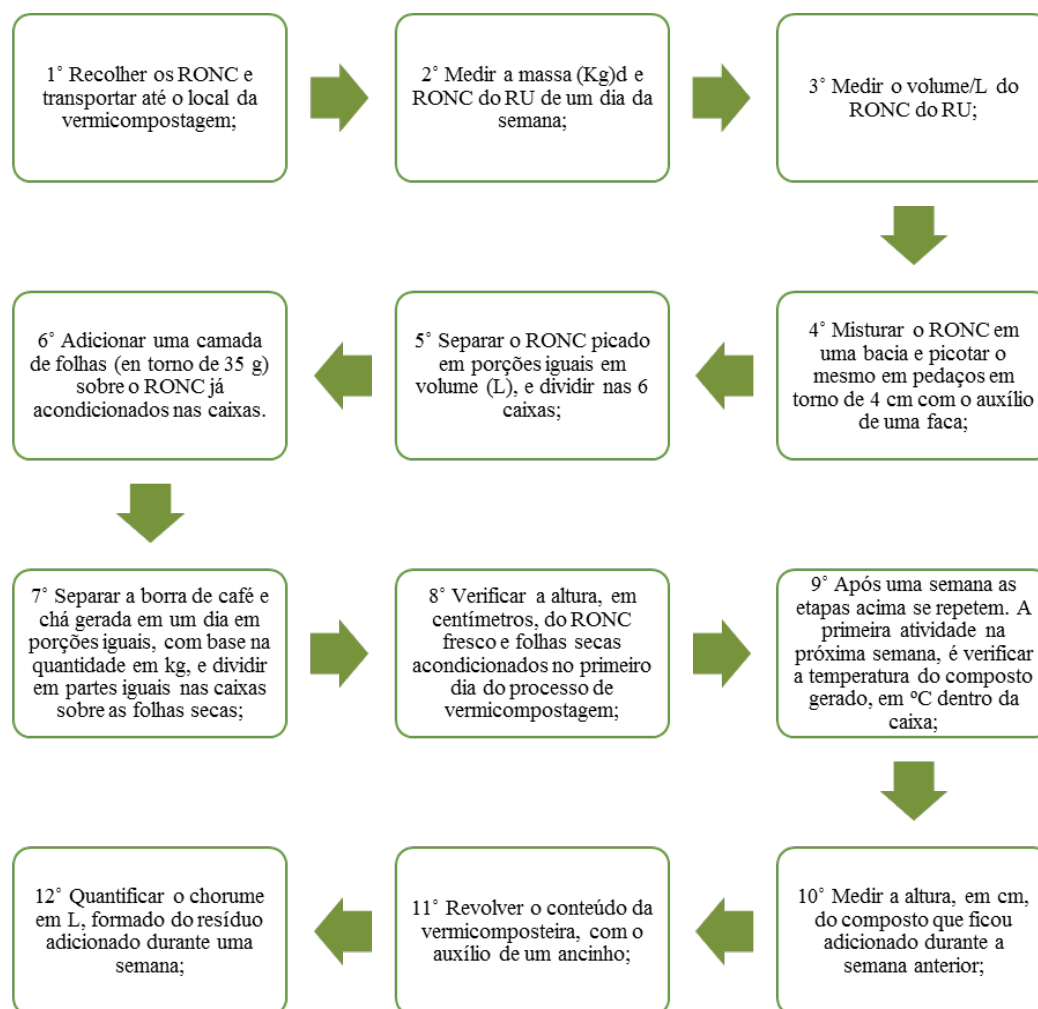 1˚ Recolher os RONC e
transportar até o local da
vermicompostagem;
2˚ Medir a massa (Kg)d e
RONC do RU de um dia da
semana;
3˚ Medir o volume/L do
RONC do RU;
4˚ Misturar o RONC em
uma bacia e picotar o
mesmo em pedaços em
torno de 4 cm com o auxílio
de uma faca;
5˚ Separar o RONC picado
em porções iguais em
volume (L), e dividir nas 6
caixas;
6˚ Adicionar uma camada
de folhas (en torno de 35 g)
sobre o RONC já
acondicionados nas caixas.
7˚ Separar a borra de café e
chá gerada em um dia em
porções iguais, com base na
quantidade em kg, e dividir
em partes iguais nas caixas
sobre as folhas secas;
8˚ Verificar a altura, em
centímetros, do RONC
fresco e folhas secas
acondicionados no primeiro
dia do processo de
vermicompostagem;
9˚ Após uma semana as
etapas acima se repetem. A
primeira atividade na
próxima semana, é verificar
a temperatura do composto
gerado, em ºC dentro da
caixa;
10˚ Medir a altura, em cm,
do composto que ficou
adicionado durante a
semana anterior;
11˚ Revolver o conteúdo da
vermicomposteira, com o
auxílio de um ancinho;
12˚ Quantificar o chorume
em L, formado do resíduo
adicionado durante uma
semana;